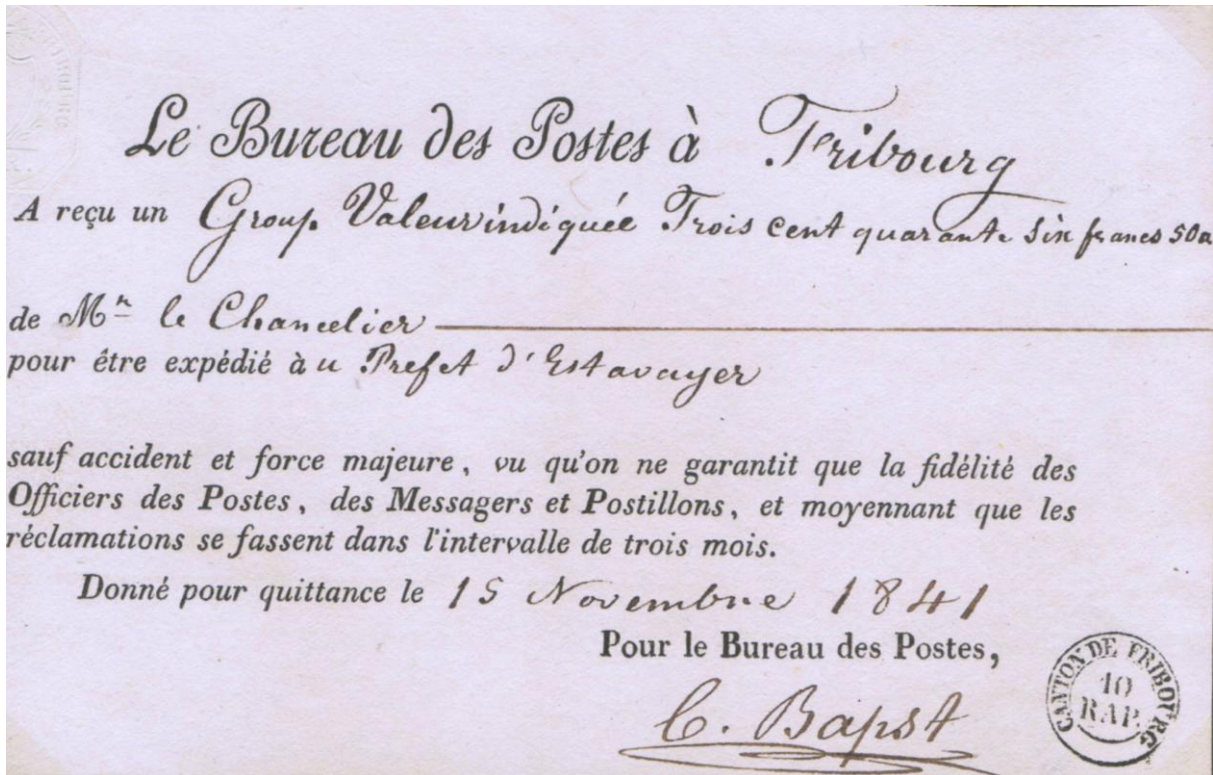 Le Bureau des Postes à Fribourg
A reçu un Group. Valeur indiquée Trois cent quarante Six francs 50
de Mr le Chancelier
pour être expédié àu Prefet d'Estavayer
sauf accident et force majeure, vu qu'on ne garantit que la fidélité des
Officiers des Postes, des Messagers et Postillons, et moyennant que les
réclamations se fassent dans l'intervalle de trois mois.
Donné pour quittance le 15 Novembre 1841
Pour le Bureau des Postes,
C. Bapst
CANTON DE FRIBOURG
10
RAP.